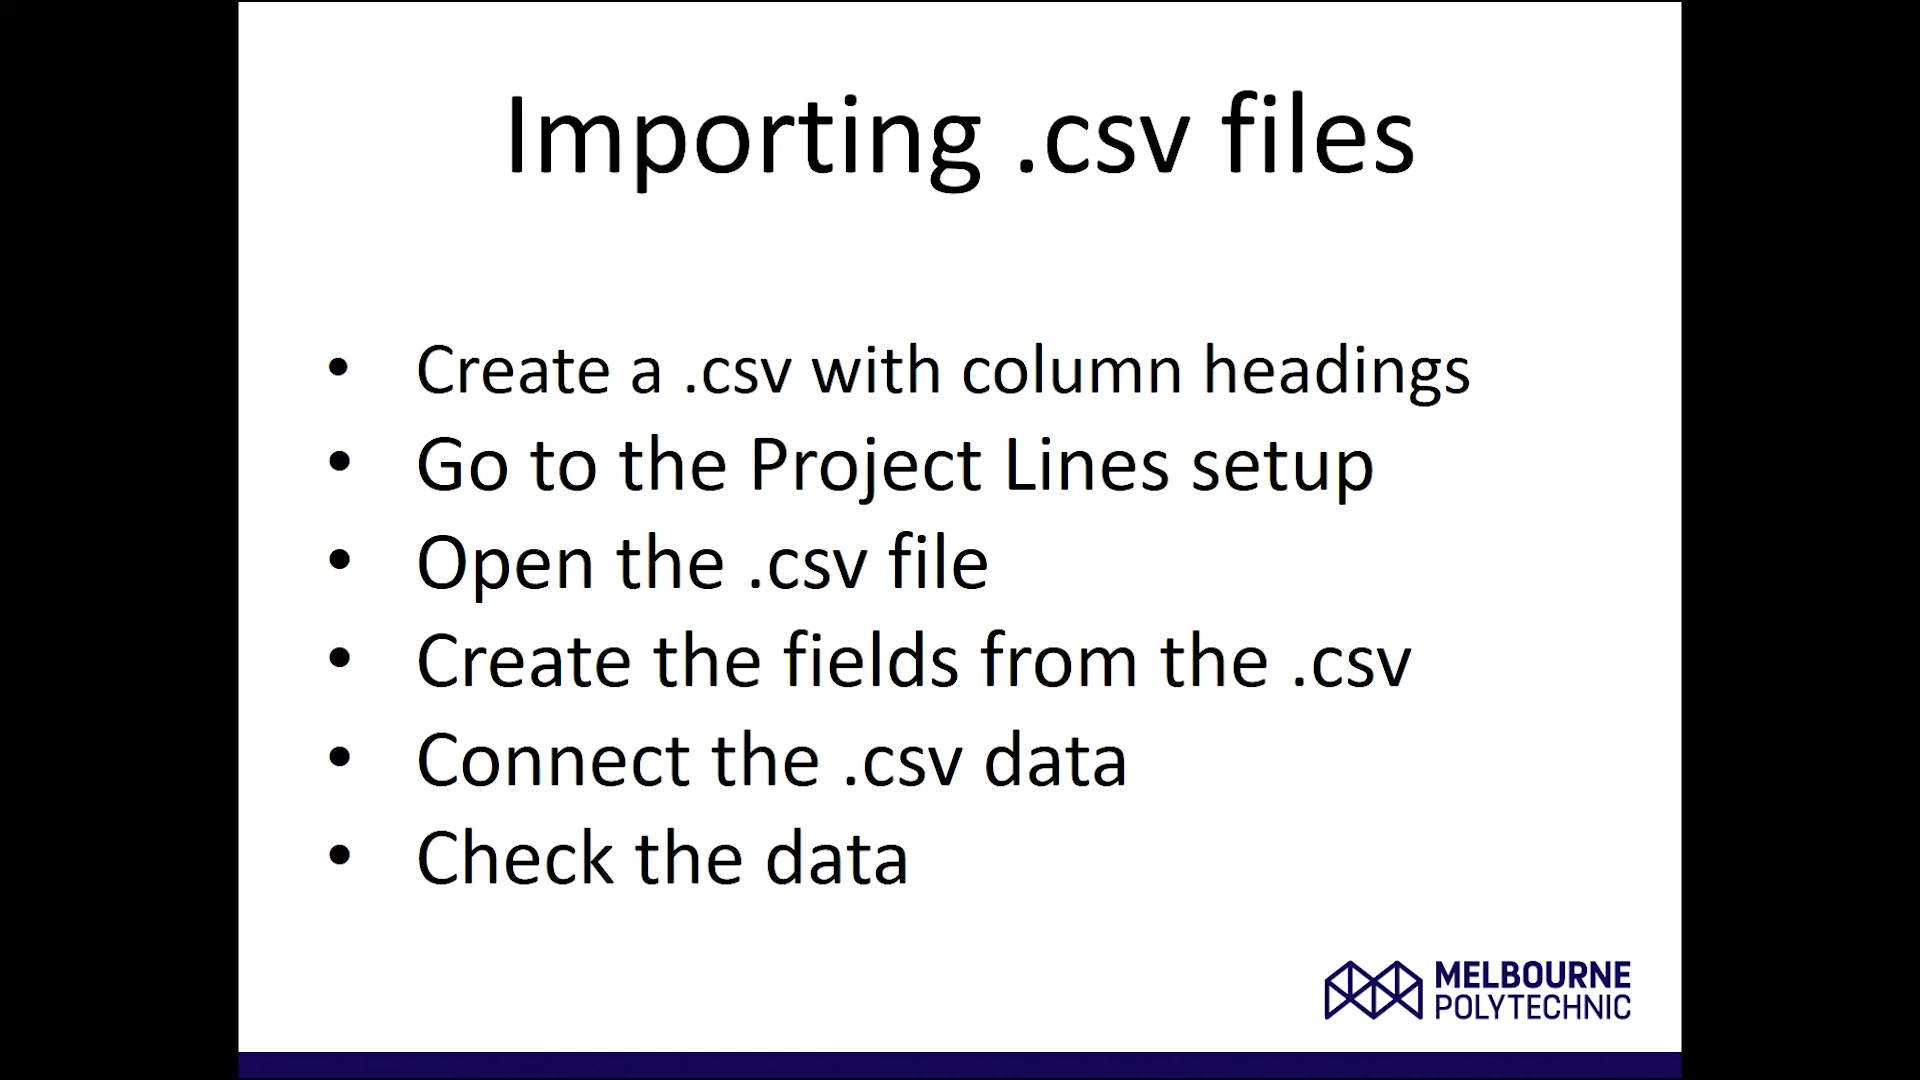 Importing .csv files
• Create a .csv with column headings
• Go to the Project Lines setup
• Open the .csv file
• Create the fields from the .csv
• Connect the .csv data
• Check the data
MELBOURNE
POLYTECHNIC